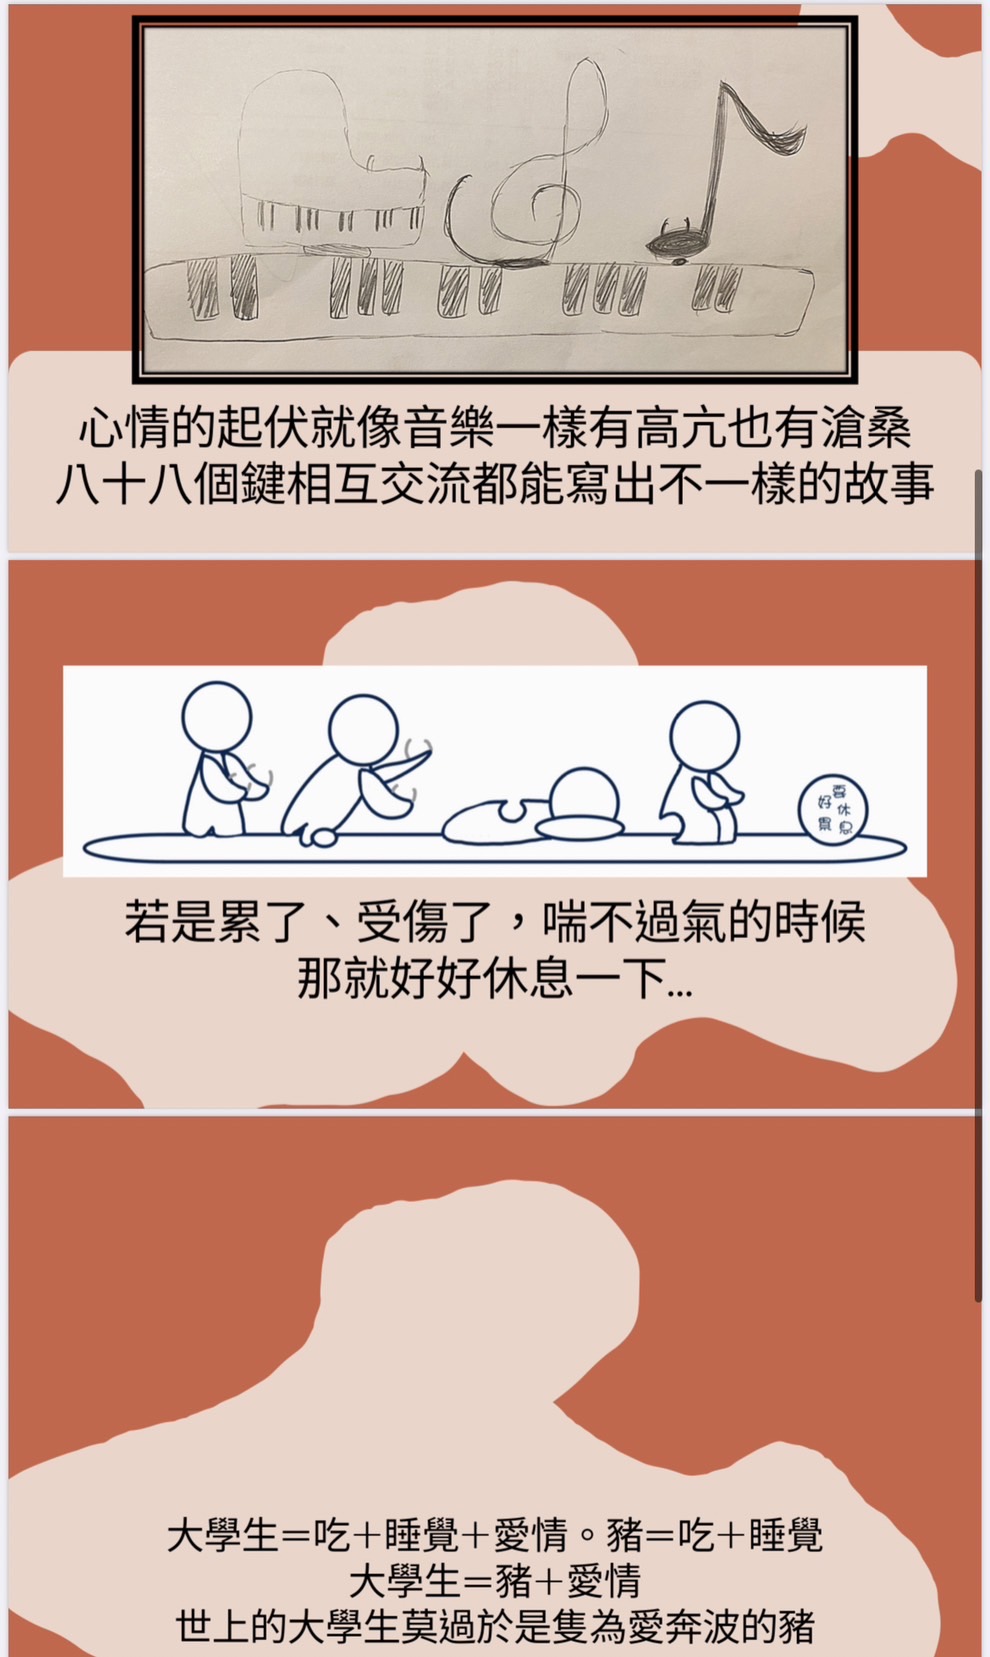 心情的起伏就像音樂一樣有高亢也有滄桑
八十八個鍵相互交流都能寫出不一樣的故事
好累
要休息
若是累了、受傷了，喘不過氣的時候
那就好好休息一下...
大學生＝吃＋睡覺＋愛情。豬＝吃＋睡覺
大學生＝豬＋愛情
世上的大學生莫過於是隻為愛奔波的豬